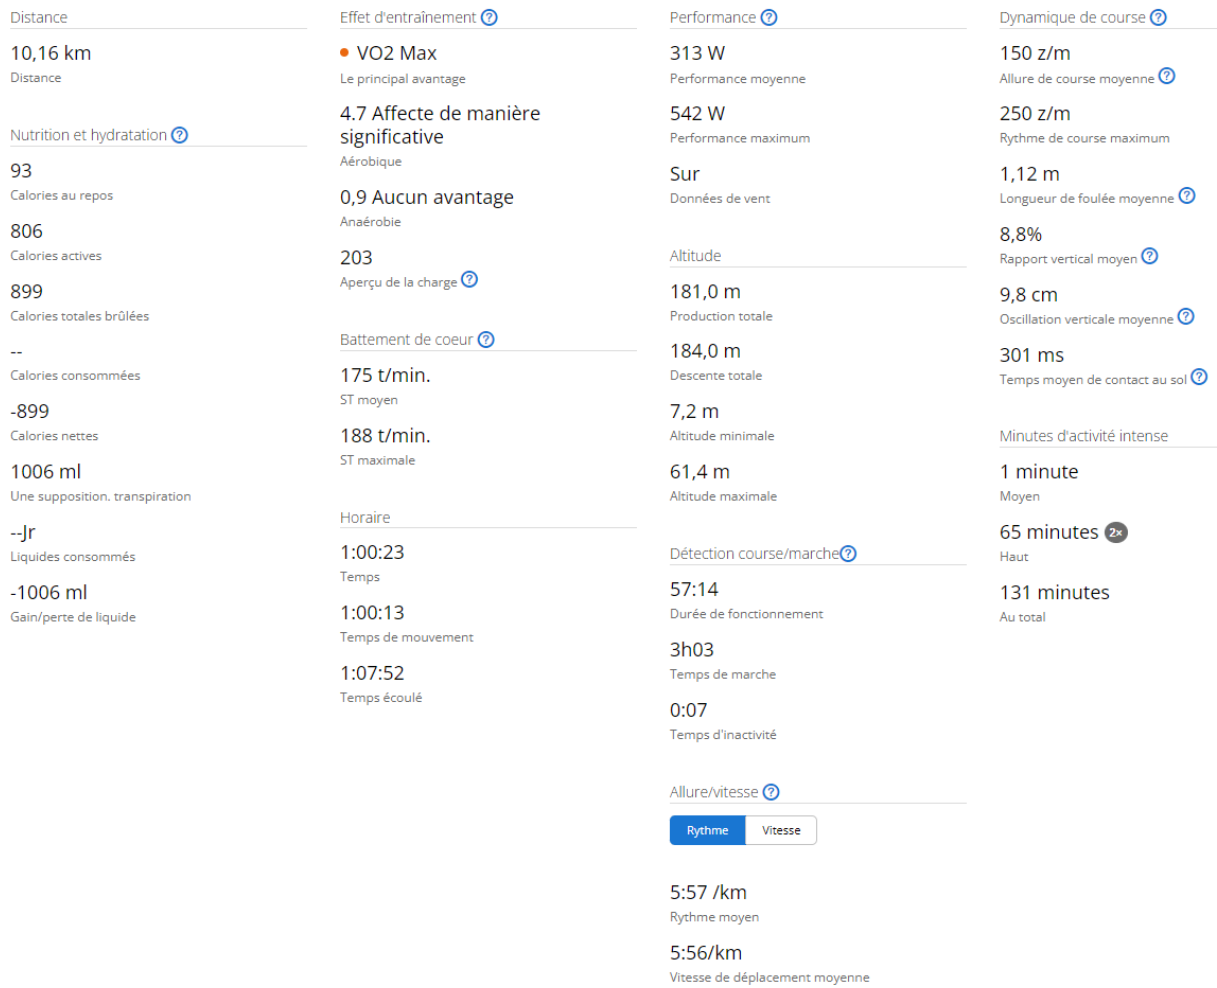 Distance
10,16 km
Distance
Nutrition et hydratation ?
93
Calories au repos
806
Calories actives
899
Calories totales brûlées
--
Calories consommées
-899
Calories nettes
1006 ml
Une supposition. transpiration
--Jr
Liquides consommés
-1006 ml
Gain/perte de liquide
Effet d'entraînement ?
VO2 Max
Le principal avantage
4.7 Affecte de manière
significative
Aérobique
0,9 Aucun avantage
Anaérobie
203
Aperçu de la charge ?
Battement de coeur ?
175 t/min.
ST moyen
188 t/min.
ST maximale
Horaire
1:00:23
Temps
1:00:13
Temps de mouvement
1:07:52
Temps écoulé
Performance ?
313 W
Performance moyenne
542 W
Performance maximum
Sur
Données de vent
Altitude
181,0 m
Production totale
184,0 m
Descente totale
7,2 m
Altitude minimale
61,4 m
Altitude maximale
Détection course/marche ?
57:14
Durée de fonctionnement
3h03
Temps de marche
0:07
Temps d'inactivité
Allure/vitesse ?
Rythme Vitesse
5:57 /km
Rythme moyen
5:56/km
Vitesse de déplacement moyenne
Dynamique de course ?
150 z/m
Allure de course moyenne ?
250 z/m
Rythme de course maximum
1,12 m
Longueur de foulée moyenne ?
8,8%
Rapport vertical moyen ?
9,8 cm
Oscillation verticale moyenne ?
301 ms
Temps moyen de contact au sol ?
Minutes d'activité intense
1 minute
Moyen
65 minutes 2x
Haut
131 minutes
Au total